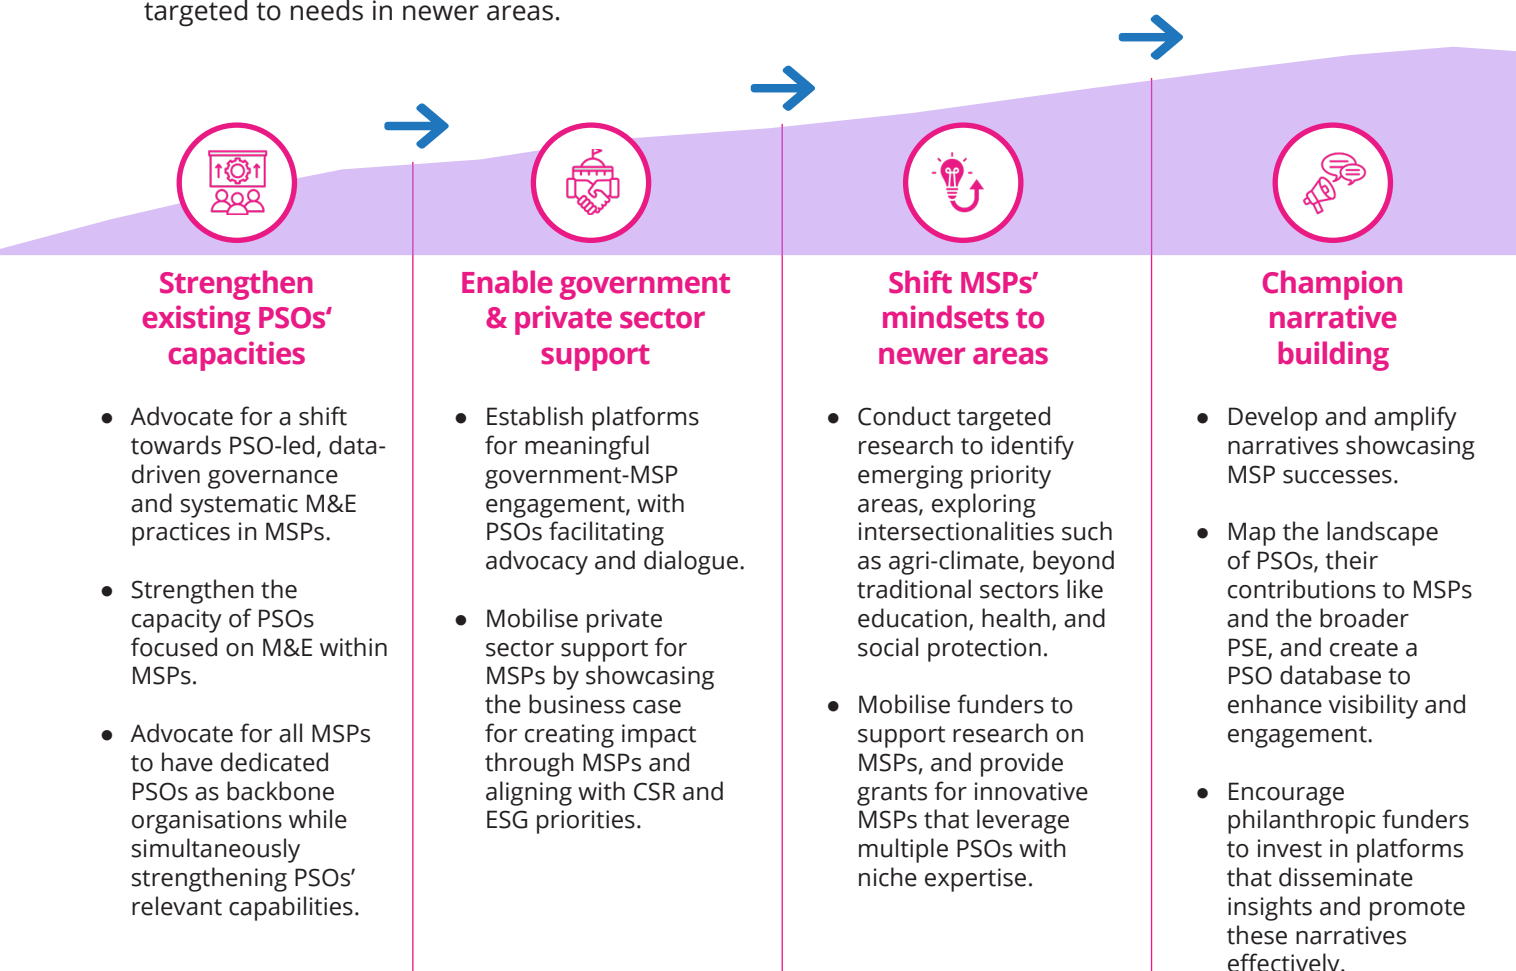 targeted to needs in newer areas.
Strengthen
existing PSOs‘
capacities
● Advocate for a shift
towards PSO-led, data-
driven governance
and systematic M&E
practices in MSPs.
● Strengthen the
capacity of PSOs
focused on M&E within
MSPs.
● Advocate for all MSPs
to have dedicated
PSOs as backbone
organisations while
simultaneously
strengthening PSOs’
relevant capabilities.
Enable government
& private sector
support
● Establish platforms
for meaningful
government-MSP
engagement, with
PSOs facilitating
advocacy and dialogue.
● Mobilise private
sector support for
MSPs by showcasing
the business case
for creating impact
through MSPs and
aligning with CSR and
ESG priorities.
Shift MSPs’
mindsets to
newer areas
● Conduct targeted
research to identify
emerging priority
areas, exploring
intersectionalities such
as agri-climate, beyond
traditional sectors like
education, health, and
social protection.
● Mobilise funders to
support research on
MSPs, and provide
grants for innovative
MSPs that leverage
multiple PSOs with
niche expertise.
Champion
narrative
building
● Develop and amplify
narratives showcasing
MSP successes.
● Map the landscape
of PSOs, their
contributions to MSPs
and the broader
PSE, and create a
PSO database to
enhance visibility and
engagement.
● Encourage
philanthropic funders
to invest in platforms
that disseminate
insights and promote
these narratives
effectively.